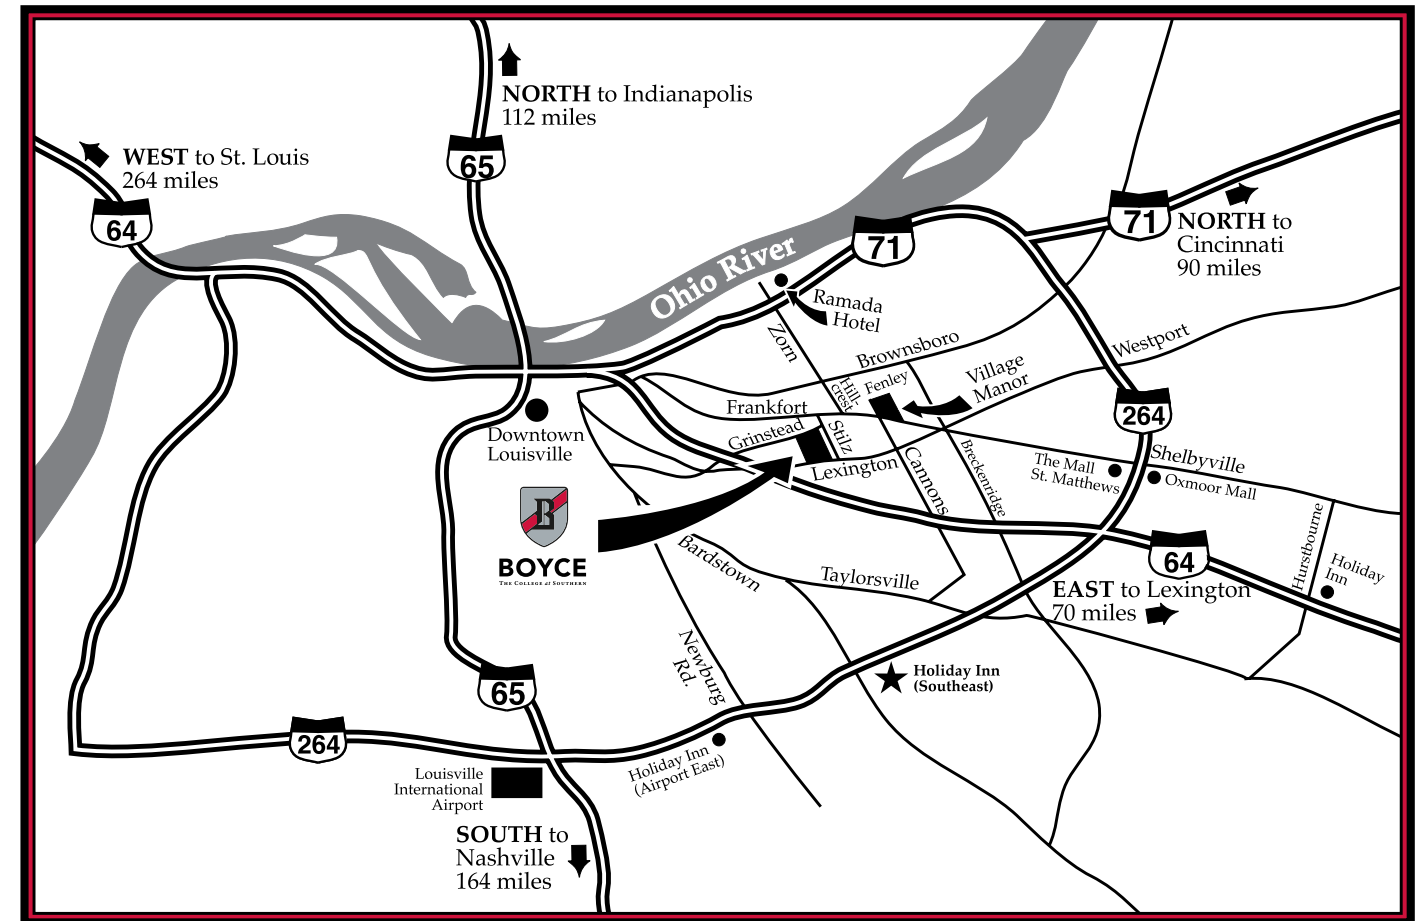 NORTH to Indianapolis
112 miles
WEST to St. Louis
264 miles
65
64
71
NORTH to
Cincinnati
90 miles
71
Ohio River
Ramada
Hotel
Zorn
Brownsboro
Westport
Village
Manor
Fenley
Hill-
crest
264
Frankfort
Grinstead
Stilz
Lexington
Cannons
Breckenridge
Downtown
Louisville
The Mall
St. Matthews
Shelbyville
Oxmoor Mall
B
BOYCE
THE COLLEGE at SOUTHERN
Hurstbourne
Holiday
Inn
64
EAST to Lexington
70 miles
Bardstown
Taylorsville
Newburg
Rd.
Holiday Inn
(Southeast)
65
264
Holiday Inn
(Airport East)
Louisville
International
Airport
SOUTH to
Nashville
164 miles